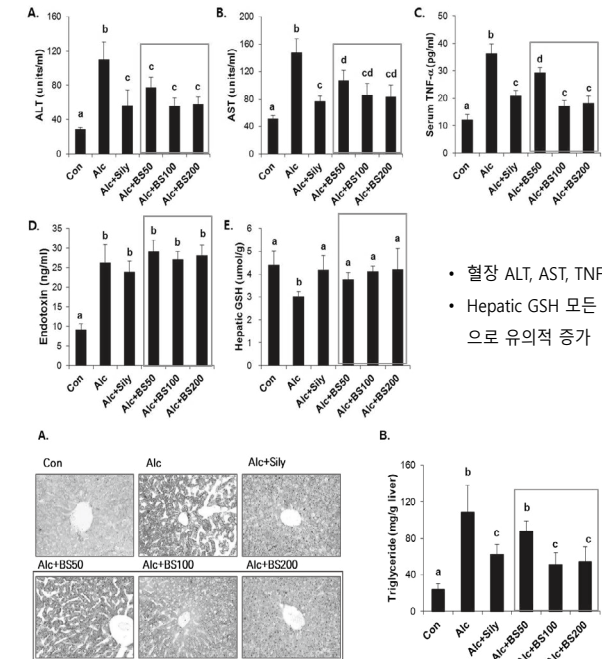 A.
ALT (units/ml)
160
120
80
40
0
a
b
c
c
c
c
Con
Alc
Alc+Sily
Alc+BS50
Alc+BS100
Alc+BS200
B.
AST (units/ml)
200
160
120
80
40
0
a
b
c
d
cd
cd
Con
Alc
Alc+Sily
Alc+BS50
Alc+BS100
Alc+BS200
C.
Serum TNF-α (pg/ml)
50
40
30
20
10
0
a
b
c
d
c
c
Con
Alc
Alc+Sily
Alc+BS50
Alc+BS100
Alc+BS200
D.
Endotoxin (ng/ml)
35
30
25
20
15
10
5
0
a
b
b
b
b
b
Con
Alc
Alc+Sily
Alc+BS50
Alc+BS100
Alc+BS200
E.
Hepatic GSH (umol/g)
6
5
4
3
2
1
0
a
b
a
a
a
a
Con
Alc
Alc+Sily
Alc+BS50
Alc+BS100
Alc+BS200
• 혈장 ALT, AST, TNF
• Hepatic GSH 모든
으로 유의적 증가
A.
Con
Alc
Alc+Sily
Alc+BS50
Alc+BS100
Alc+BS200
B.
Triglyceride (mg/g liver)
160
120
80
40
0
a
b
c
b
c
c
Con
Alc
Alc+Sily
Alc+BS50
Alc+BS100
Alc+BS200